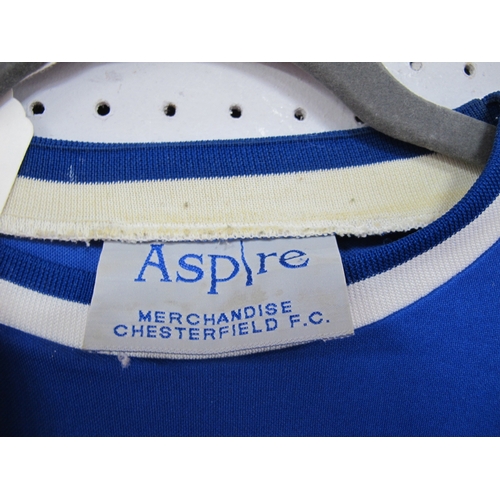 Aspire
MERCHANDISE
CHESTERFIELD F.C.